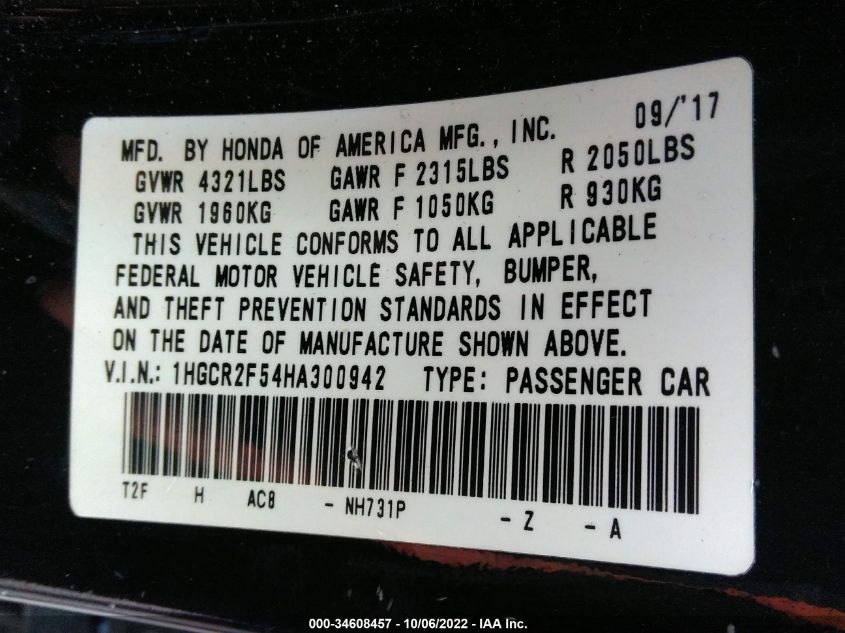 09/'17
MFD. BY HONDA OF AMERICA MFG., INC.
GVWR 4321LBS GAWR F 2315LBS R 2050LBS
GVWR 1960KG GAWR F 1050KG R 930KG
THIS VEHICLE CONFORMS TO ALL APPLICABLE
FEDERAL MOTOR VEHICLE SAFETY, BUMPER,
AND THEFT PREVENTION STANDARDS IN EFFECT
ON THE DATE OF MANUFACTURE SHOWN ABOVE.
V.I.N.: 1HGCR2F54HA300942 TYPE: PASSENGER CAR
T2F H AC8 - NH731P - Z - A
000-34608457 - 10/06/2022 - IAA Inc.